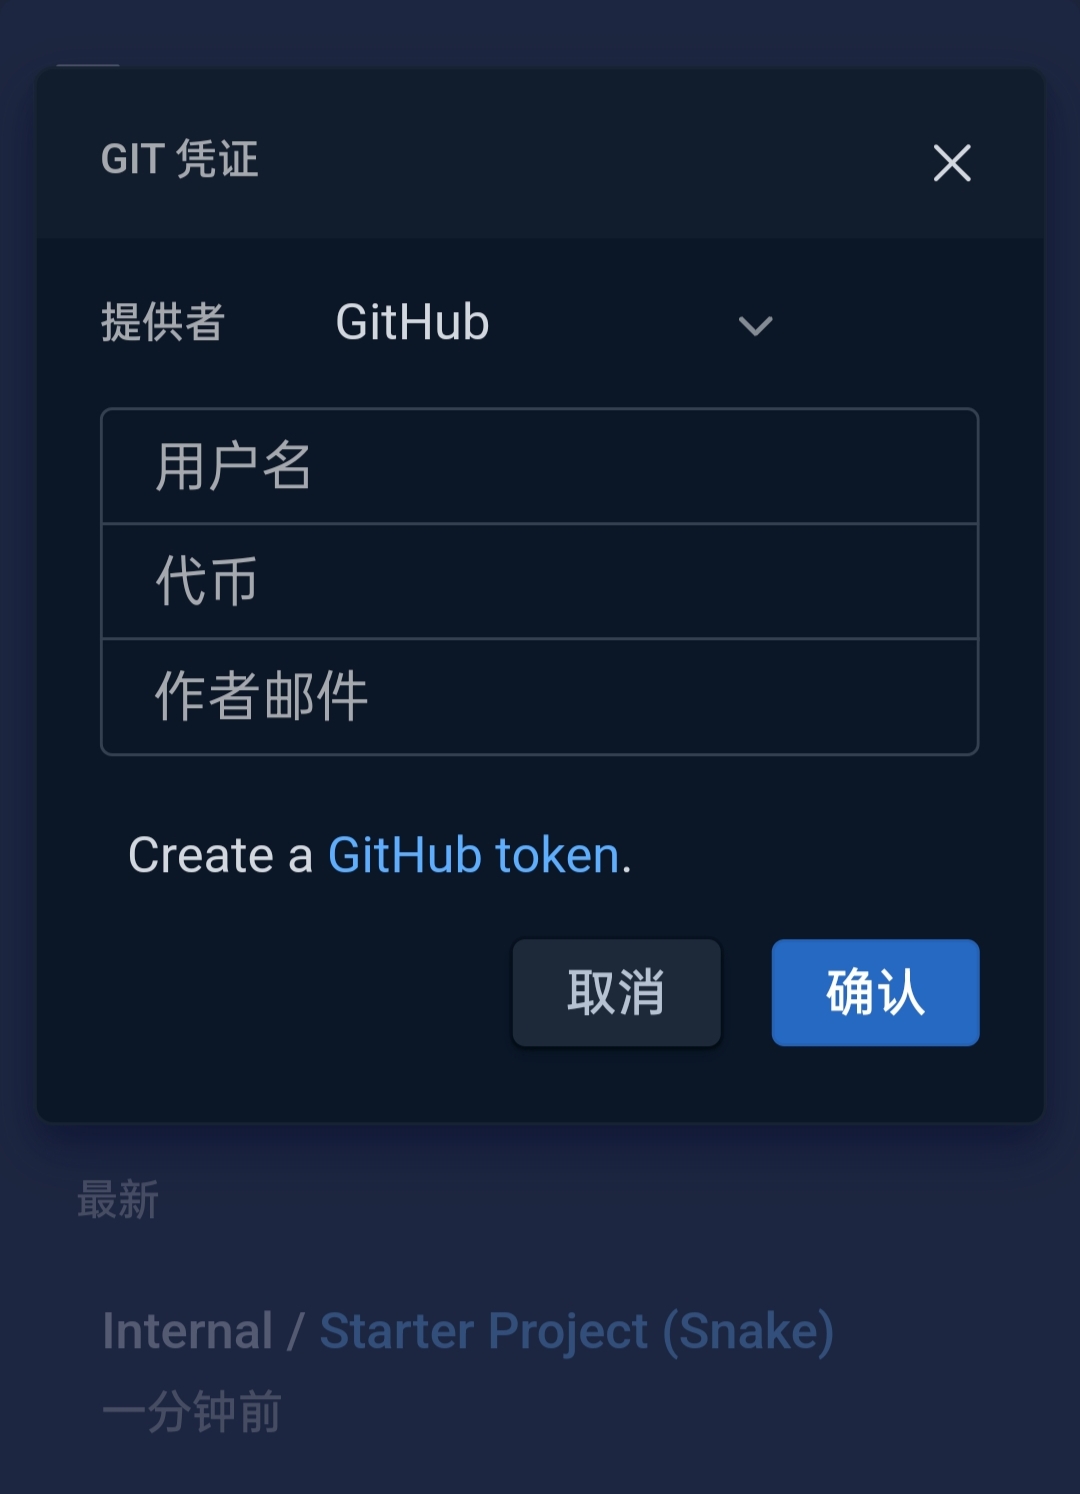 GIT 凭证
提供者 GitHub
用户名
代币
作者邮件
Create a GitHub token.
取消 确认
最新
Internal / Starter Project (Snake)
一分钟前